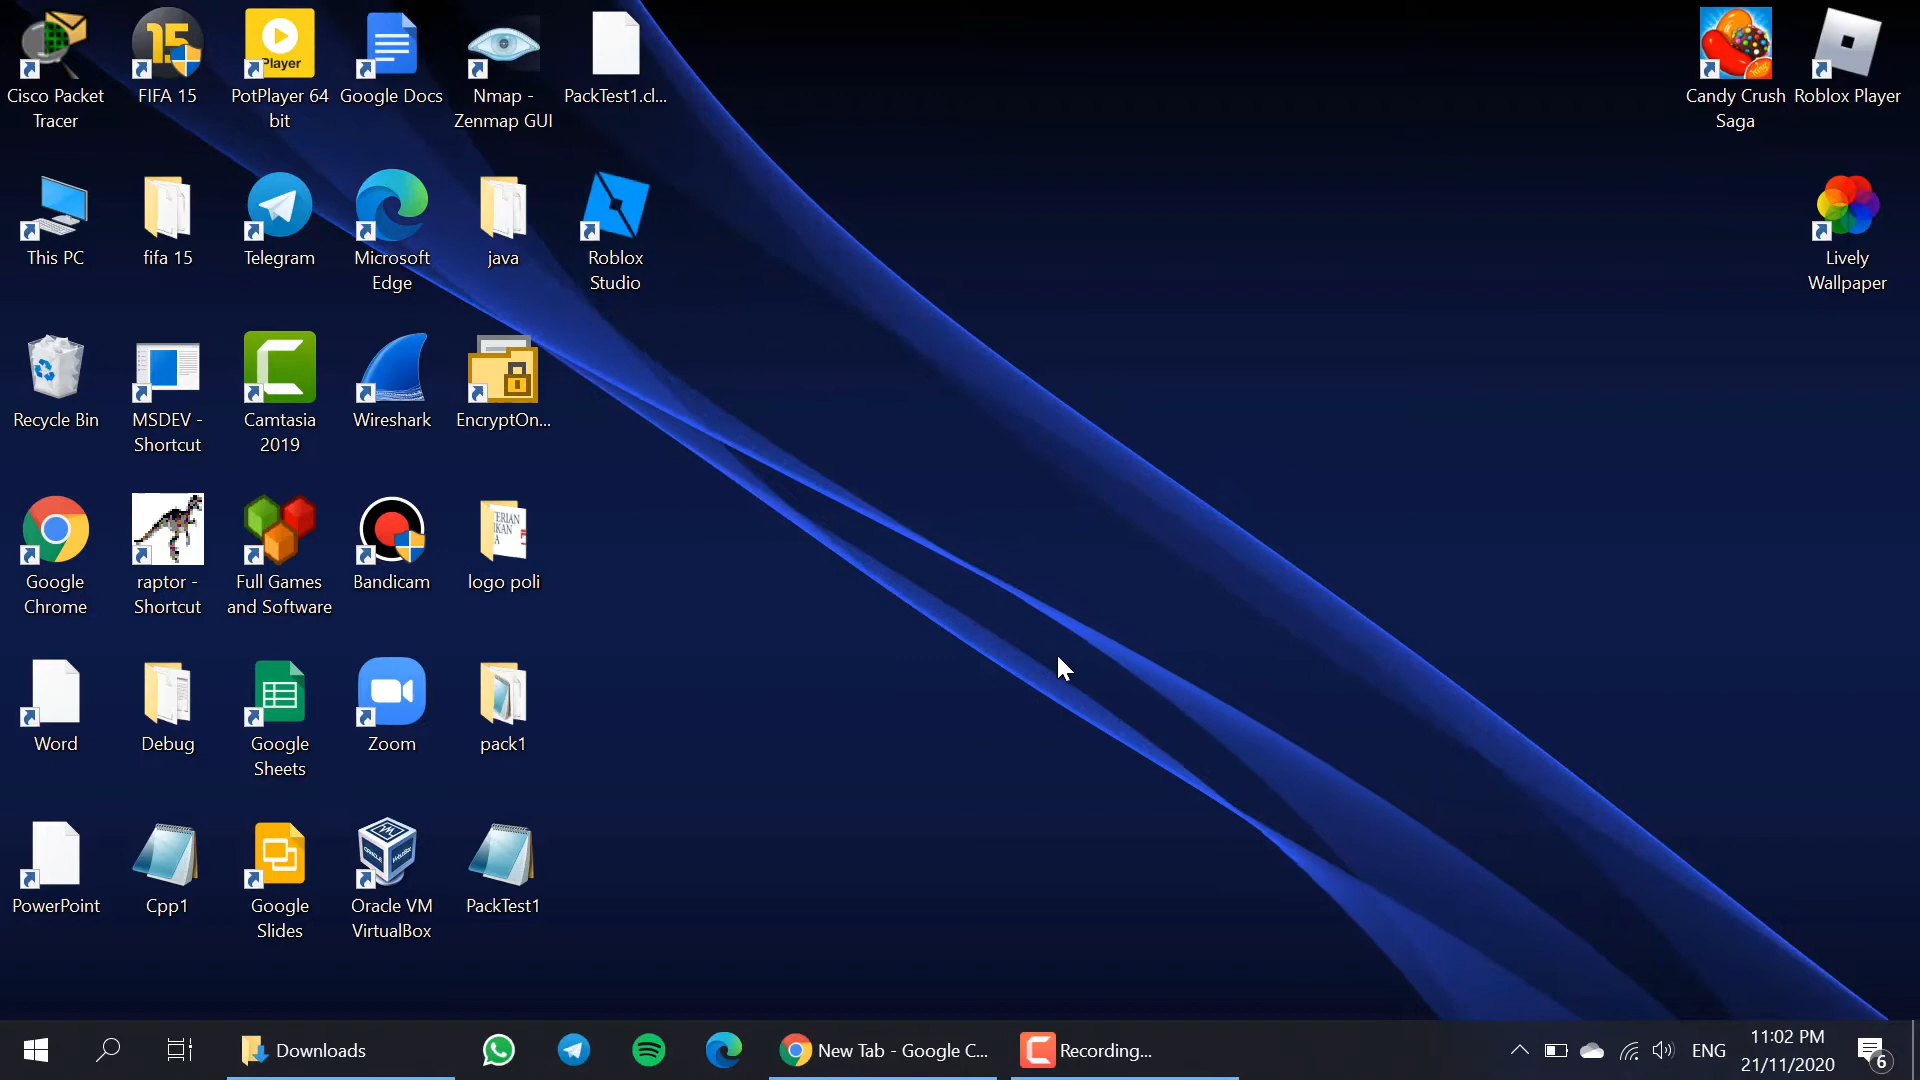 Cisco Packet
Tracer
15
FIFA 15
Player
PotPlayer 64
bit
Google Docs
Nmap -
Zenmap GUI
PackTest1.cl...
Candy Crush
Saga
Roblox Player
This PC
fifa 15
Telegram
Microsoft
Edge
java
Roblox
Studio
Lively
Wallpaper
Recycle Bin
MSDEV -
Shortcut
Camtasia
2019
Wireshark
EncryptOn...
Google
Chrome
raptor -
Shortcut
Full Games
and Software
Bandicam
logo poli
Word
Debug
Google
Sheets
Zoom
pack1
PowerPoint
Cpp1
Google
Slides
Oracle VM
VirtualBox
PackTest1
Downloads
New Tab - Google C...
Recording...
ENG
11:02 PM
21/11/2020
6